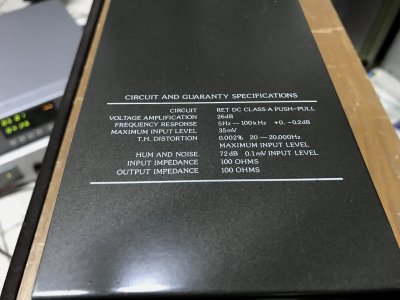 CIRCUIT AND GUARANTY SPECIFICATIONS
CIRCUIT RET DC CLASS-A PUSH-PULL
VOLTAGE AMPLIFICATION 26dB
FREQUENCY RESPONSE 5Hz — 100kHz +0, -0.2dB
MAXIMUM INPUT LEVEL 35mV
T.H. DISTORTION 0.002% 20 — 20,000Hz
MAXIMUM INPUT LEVEL
HUM AND NOISE 72dB 0.1mV INPUT LEVEL
INPUT IMPEDANCE 100 OHMS
OUTPUT IMPEDANCE 100 OHMS